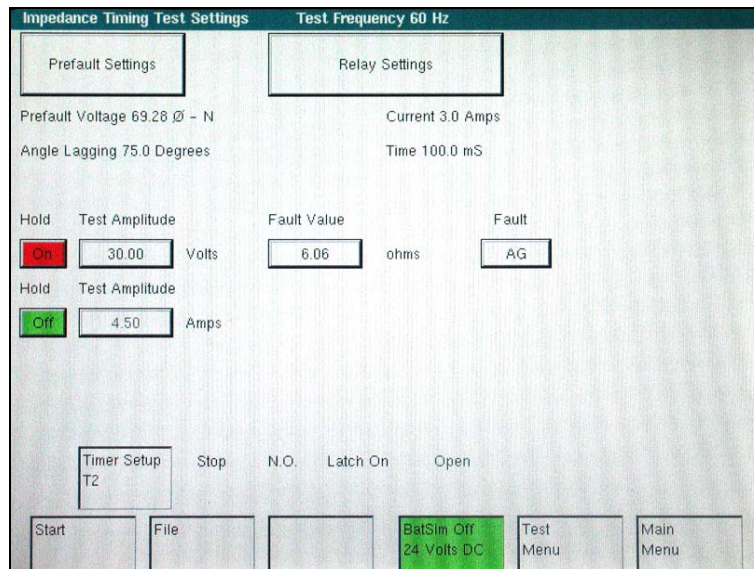 Impedance Timing Test Settings Test Frequency 60 Hz
Prefault Settings Relay Settings
Prefault Voltage 69.28 Ø - N Current 3.0 Amps
Angle Lagging 75.0 Degrees Time 100.0 mS
Hold Test Amplitude Fault Value Fault
On 30.00 Volts 6.06 ohms AG
Hold Test Amplitude
Off 4.50 Amps
Timer Setup Stop N.O. Latch On Open
T2
Start File BatSim Off Test Main
24 Volts DC Menu Menu